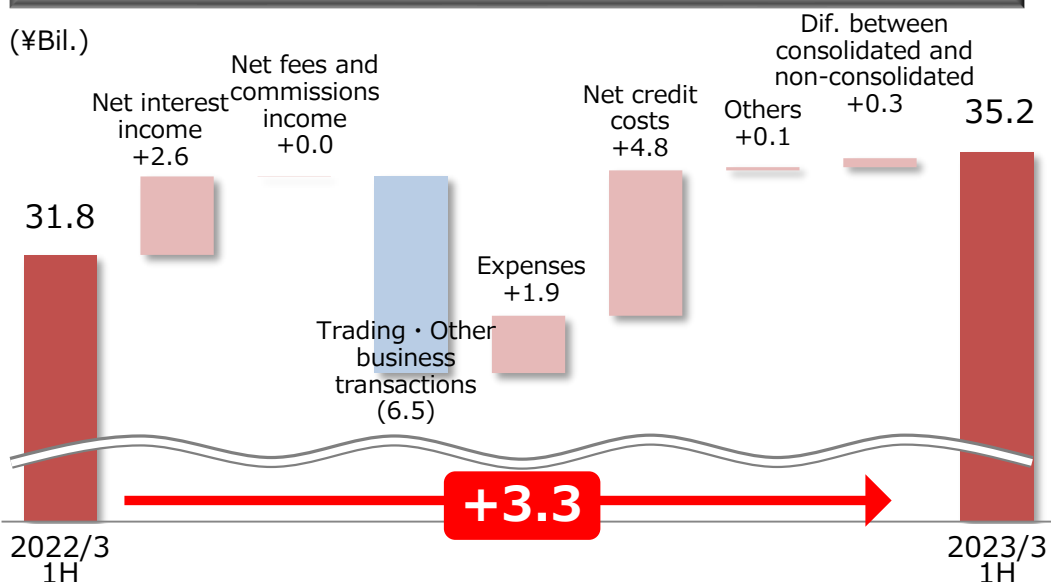 (¥Bil.)
31.8
Net interest
income
+2.6
Net fees and
commissions
income
+0.0
Trading・Other
business
transactions
(6.5)
Expenses
+1.9
Net credit
costs
+4.8
Others
+0.1
Dif. between
consolidated and
non-consolidated
+0.3
35.2
+3.3
2022/3
1H
2023/3
1H